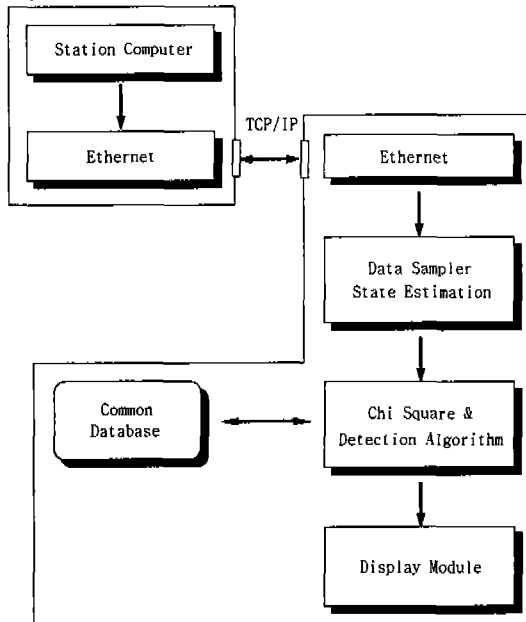 Station Computer
TCP/IP
Ethernet
Ethernet
Data Sampler
State Estimation
Common
Database
Chi Square &
Detection Algorithm
Display Module